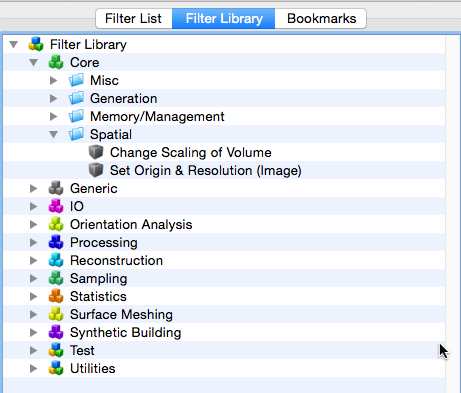 Filter List Filter Library Bookmarks
Filter Library
Core
Misc
Generation
Memory/Management
Spatial
Change Scaling of Volume
Set Origin & Resolution (Image)
Generic
IO
Orientation Analysis
Processing
Reconstruction
Sampling
Statistics
Surface Meshing
Synthetic Building
Test
Utilities